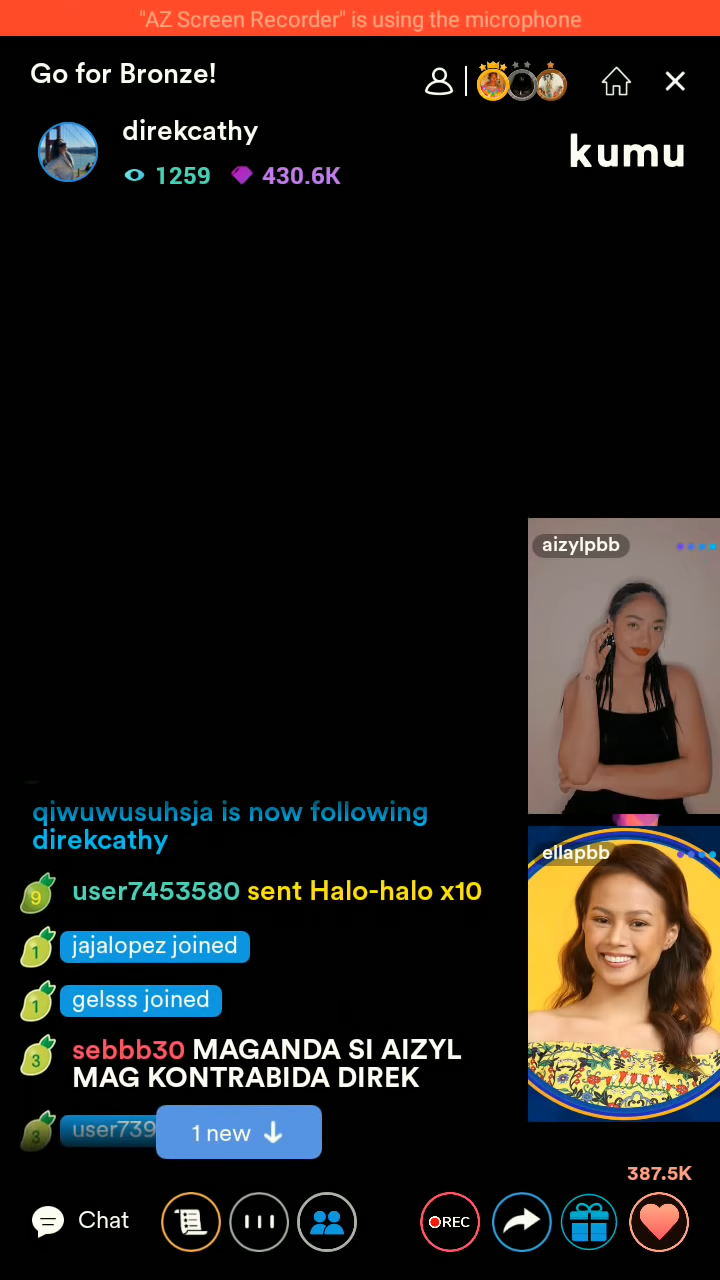 "AZ Screen Recorder" is using the microphone
Go for Bronze!
direkcathy
1259 430.6K
kumu
aizylpbb
qiwuwusuhsja is now following
direkcathy
ellapbb
9 user7453580 sent Halo-halo x10
1 jajalopez joined
1 gelsss joined
3 sebbb30 MAGANDA SI AIZYL
MAG KONTRABIDA DIREK
3 user739
1 new
387.5K
Chat
REC